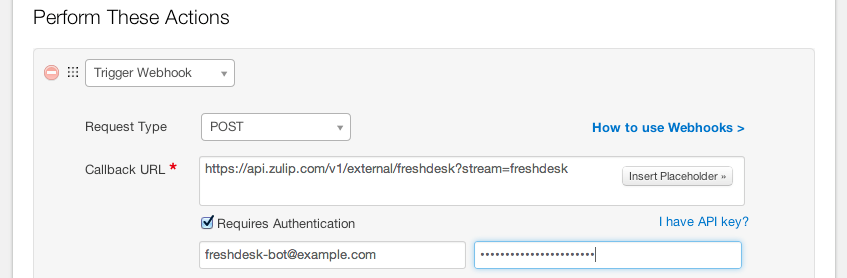 Perform These Actions
Trigger Webhook
Request Type
POST
How to use Webhooks >
Callback URL *
https://api.zulip.com/v1/external/freshdesk?stream=freshdesk
Insert Placeholder »
Requires Authentication
I have API key?
freshdesk-bot@example.com
•••••••••••••••••••••••